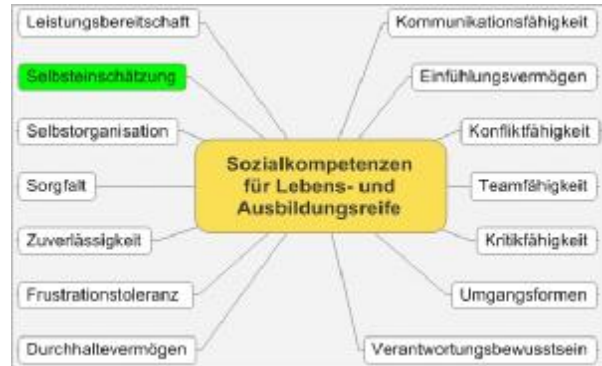 Leistungsbereitschaft
Kommunikationsfähigkeit
Selbsteinschätzung
Einfühlungsvermögen
Selbstorganisation
Konfliktfähigkeit
Sozialkompetenzen
für Lebens- und
Ausbildungsreife
Sorgfalt
Teamfähigkeit
Zuverlässigkeit
Kritikfähigkeit
Frustrationstoleranz
Umgangsformen
Durchhaltevermögen
Verantwortungsbewusstsein